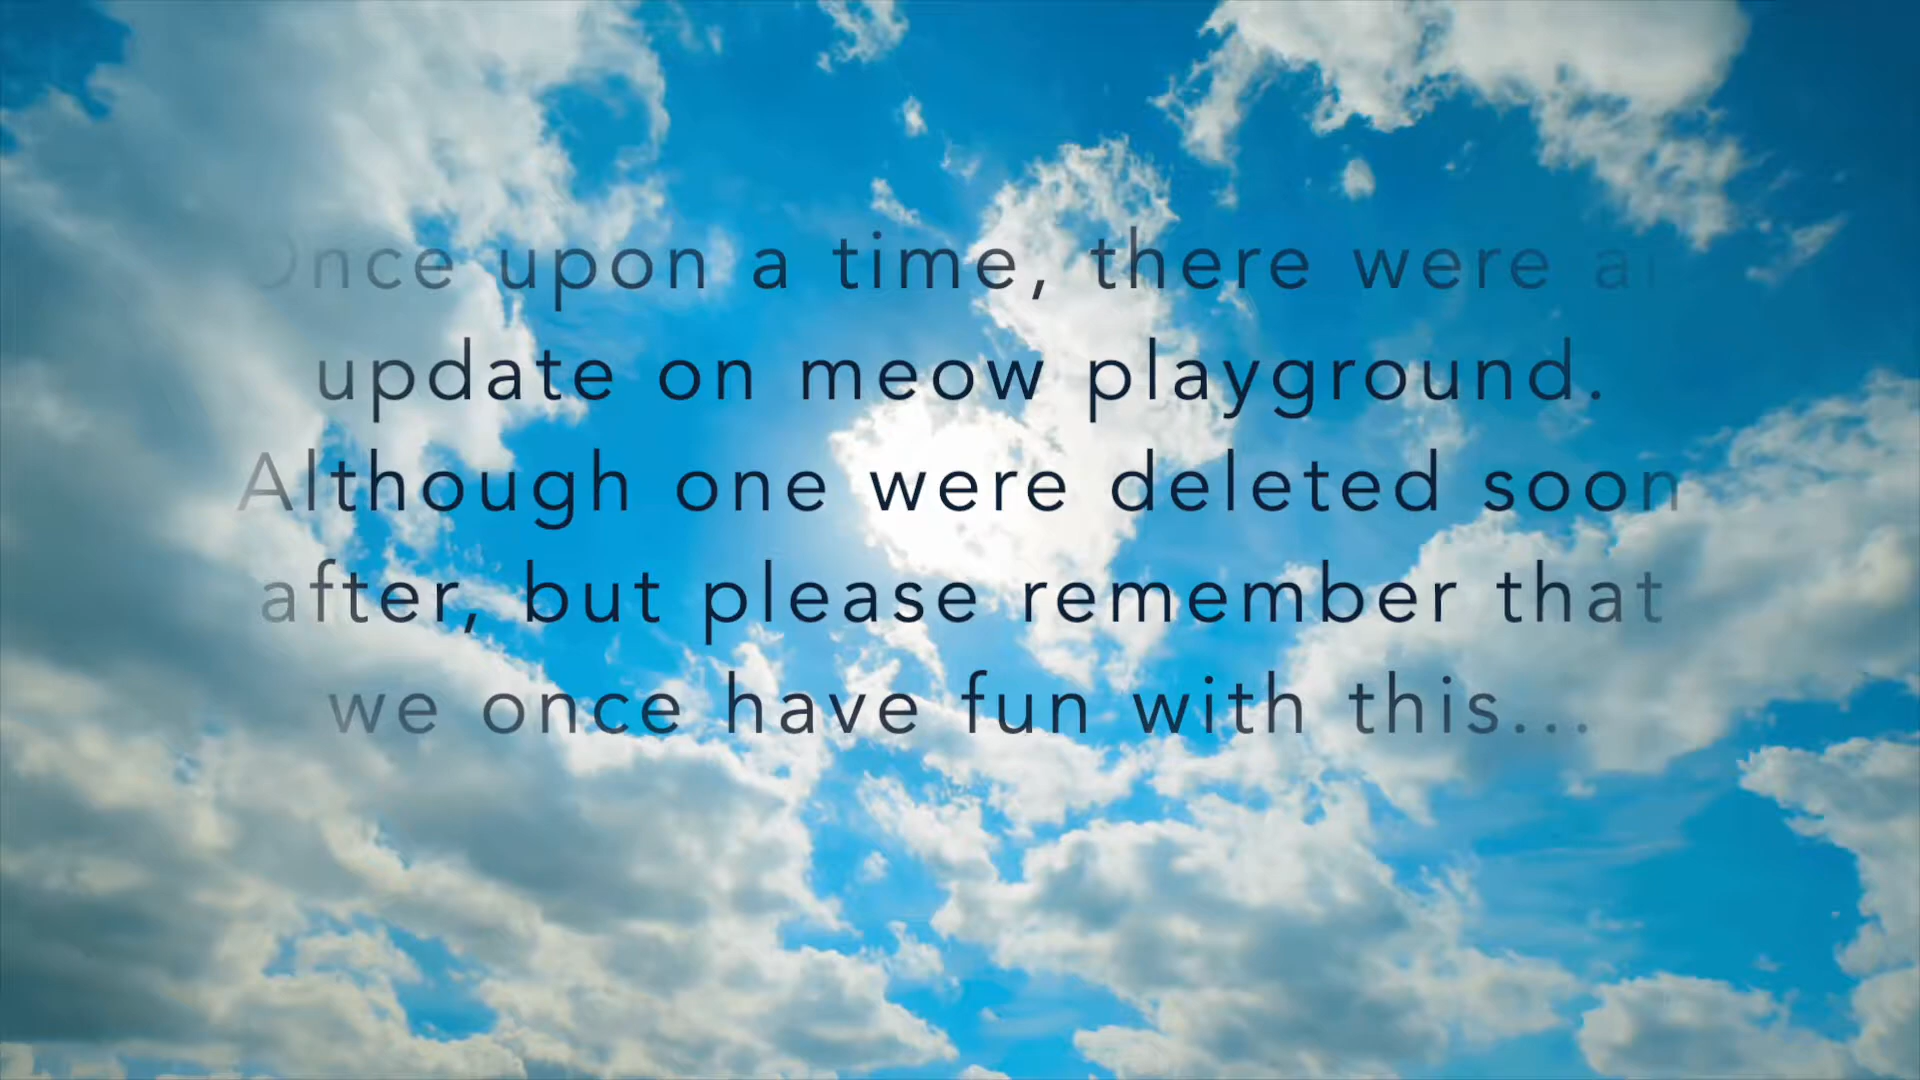 Once upon a time, there were an
update on meow playground.
Although one were deleted soon
after, but please remember that
we once have fun with this...